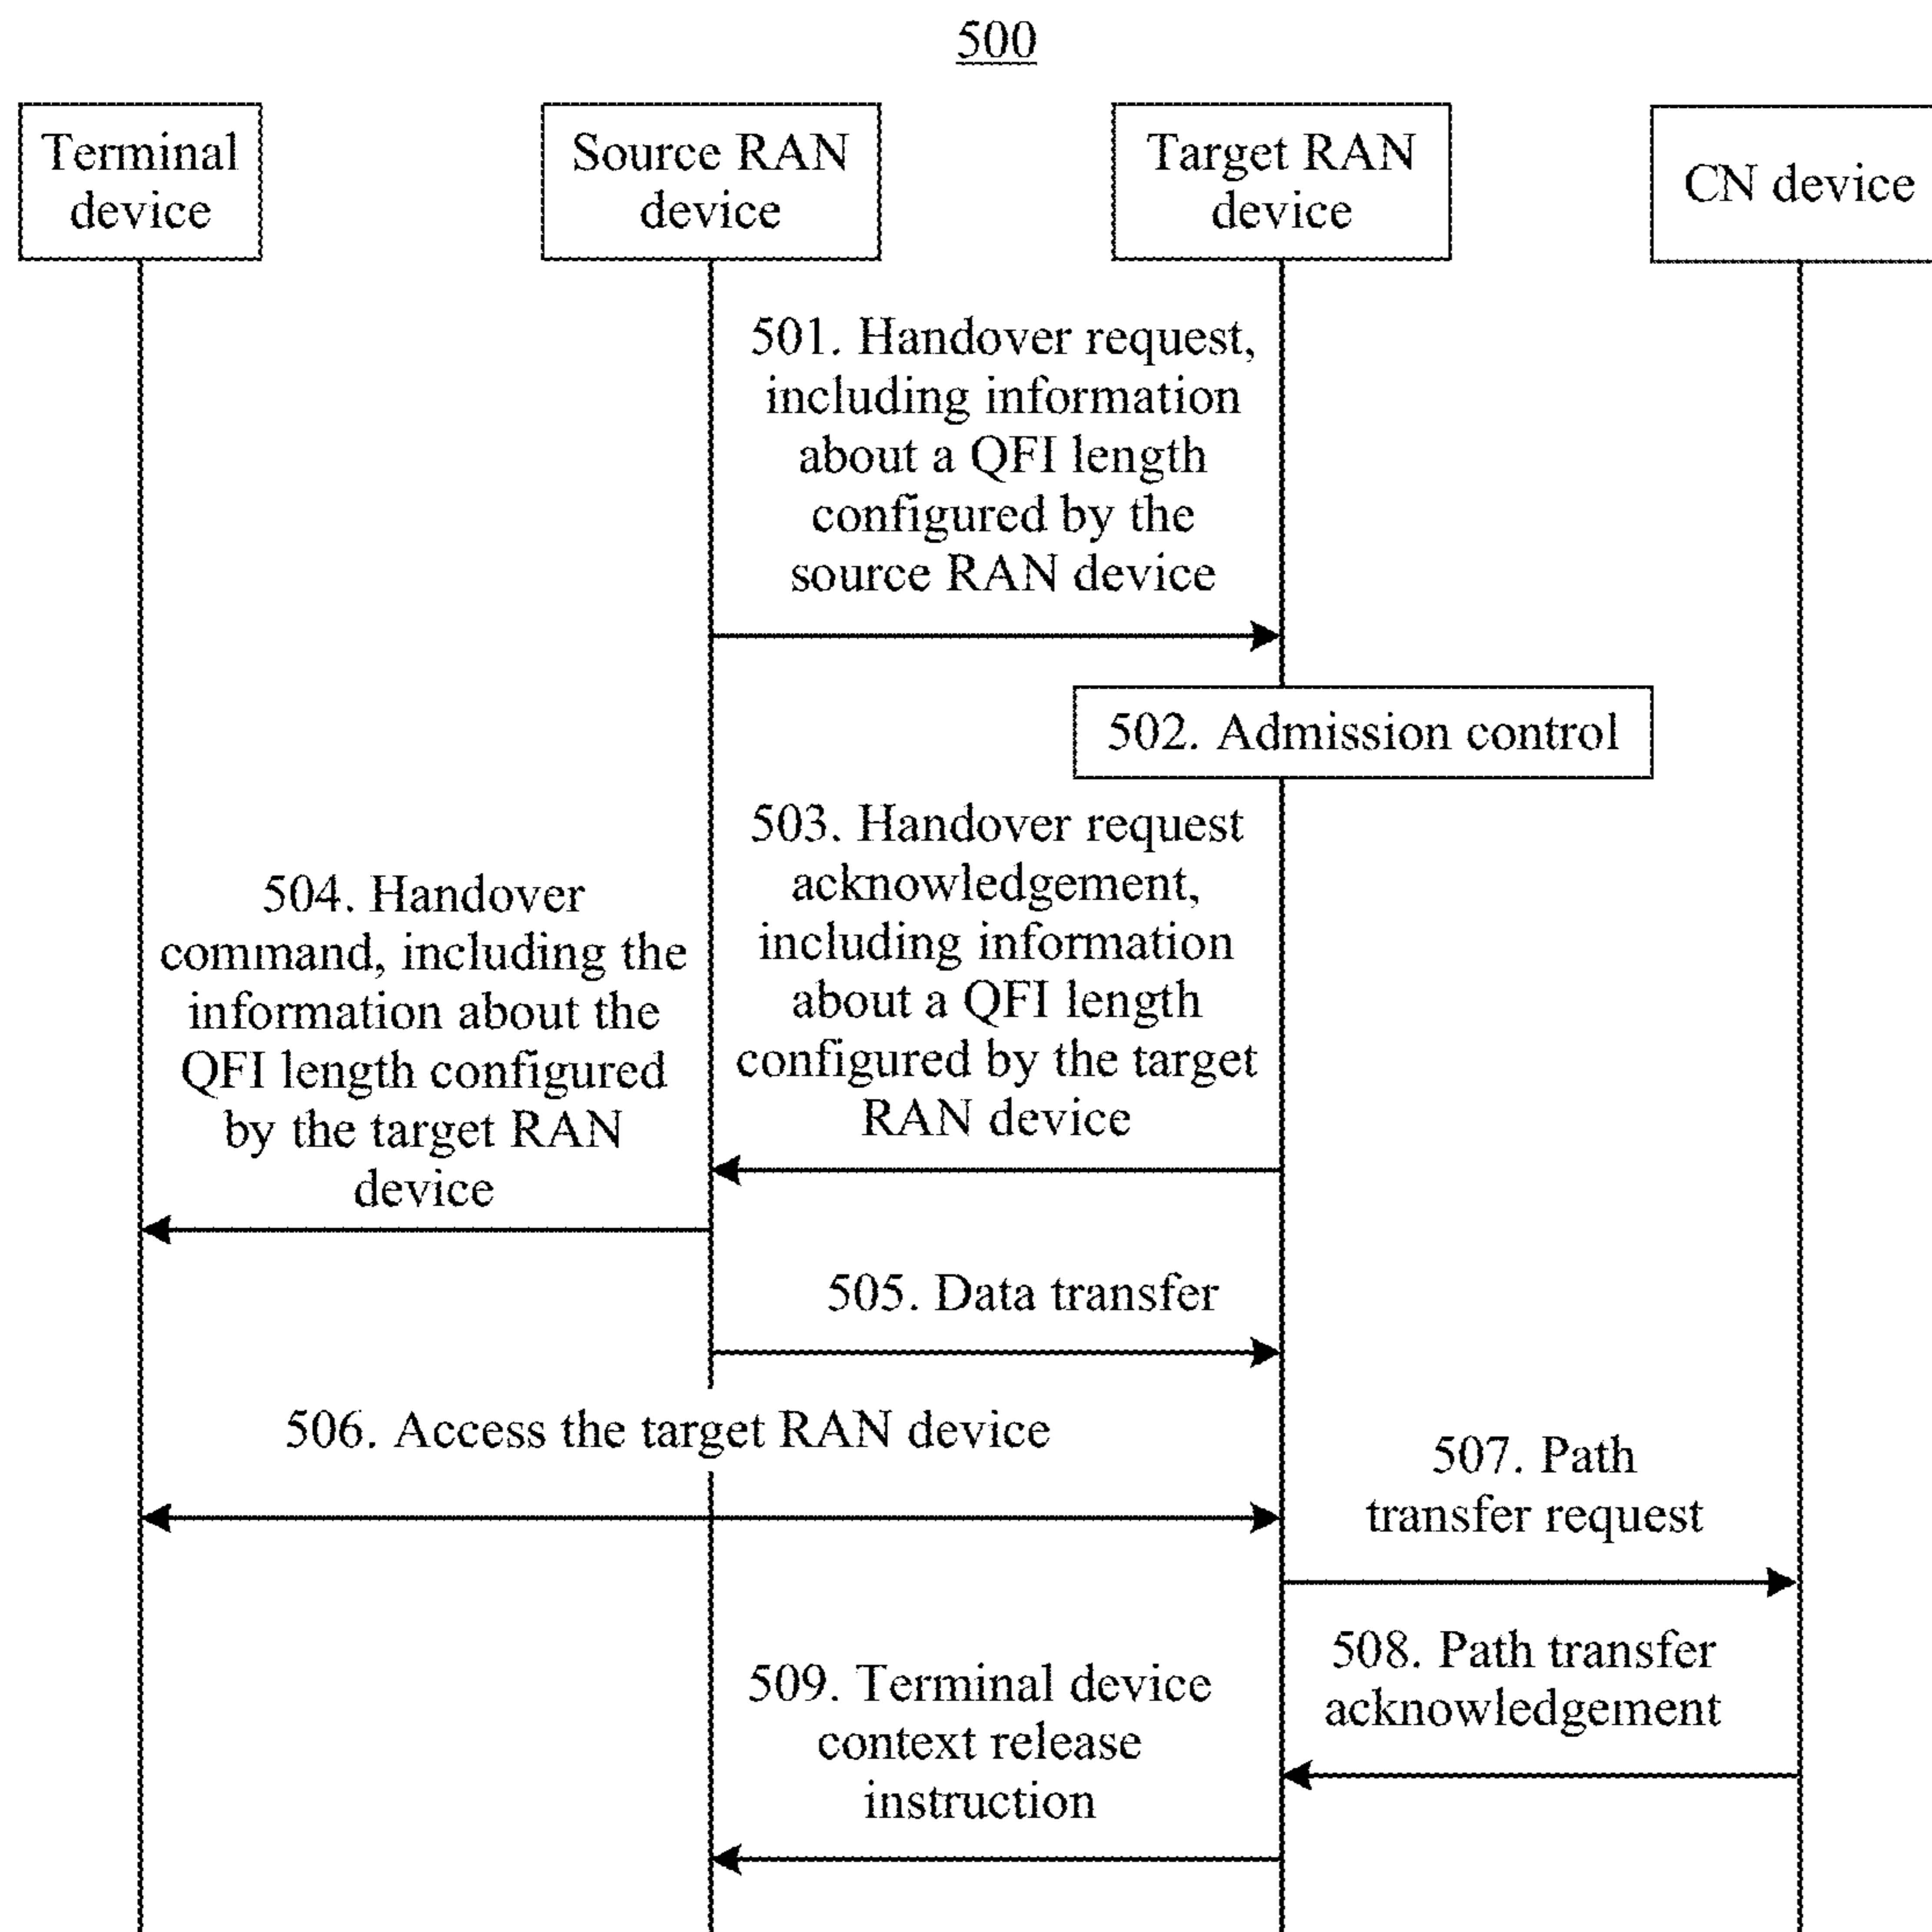 500
Terminal
device
Source RAN
device
Target RAN
device
CN device
501. Handover request,
including information
about a QFI length
configured by the
source RAN device
502. Admission control
503. Handover request
acknowledgement,
including information
about a QFI length
configured by the target
RAN device
504. Handover
command, including the
information about the
QFI length configured
by the target RAN
device
505. Data transfer
506. Access the target RAN device
507. Path
transfer request
508. Path transfer
acknowledgement
509. Terminal device
context release
instruction